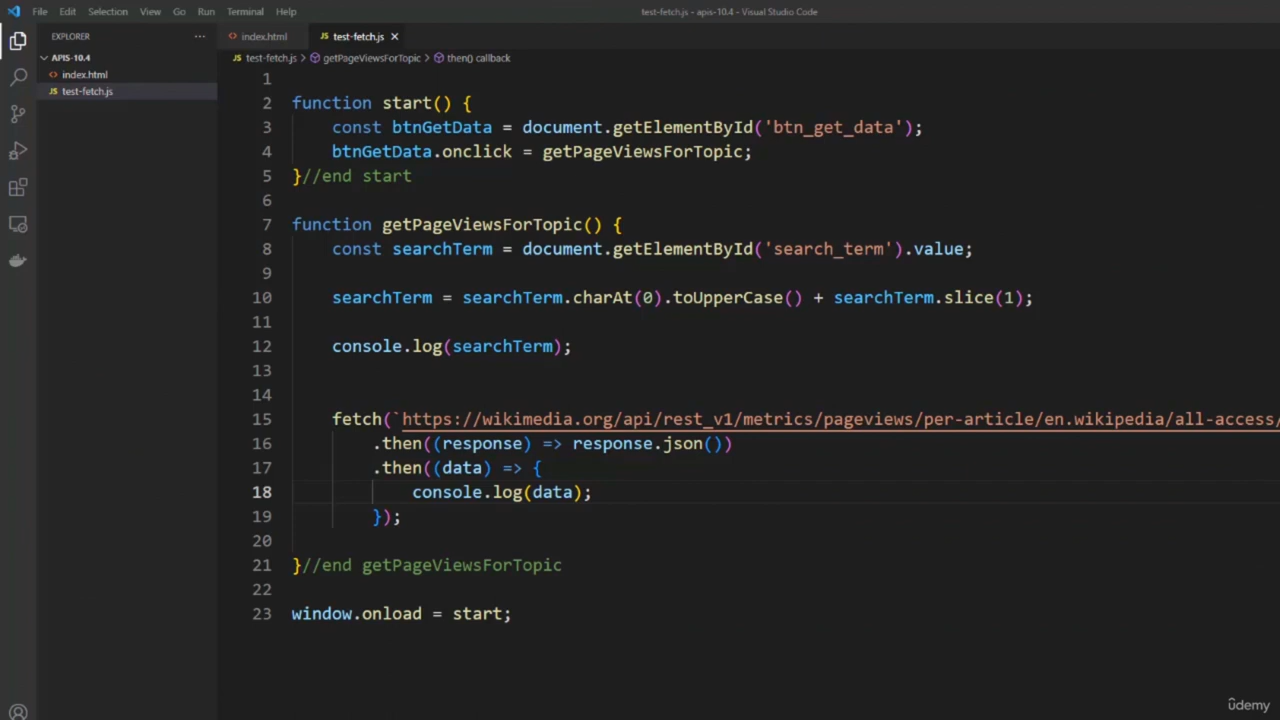 File Edit Selection View Go Run Terminal Help
test-fetch.js - apis-10.4 - Visual Studio Code
EXPLORER ···
index.html
JS test-fetch.js
APIS-10.4
index.html
JS test-fetch.js
JS test-fetch.js > getPageViewsForTopic > then() callback
1
2 function start() {
3 const btnGetData = document.getElementById('btn_get_data');
4 btnGetData.onclick = getPageViewsForTopic;
5 }//end start
6
7 function getPageViewsForTopic() {
8 const searchTerm = document.getElementById('search_term').value;
9
10 searchTerm = searchTerm.charAt(0).toUpperCase() + searchTerm.slice(1);
11
12 console.log(searchTerm);
13
14
15 fetch(`https://wikimedia.org/api/rest_v1/metrics/pageviews/per-article/en.wikipedia/all-access/
16 .then((response) => response.json())
17 .then((data) => {
18 console.log(data);
19 });
20
21 }//end getPageViewsForTopic
22
23 window.onload = start;
ûdemy